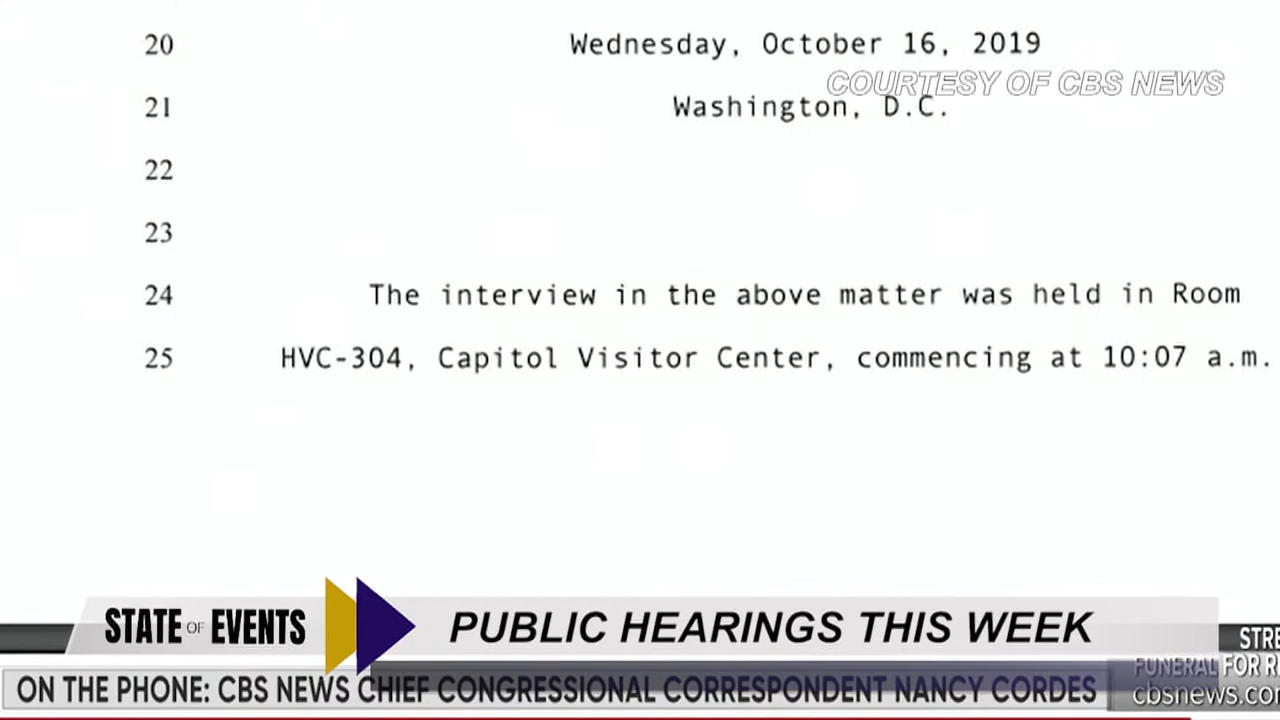 20 Wednesday, October 16, 2019
COURTESY OF CBS NEWS
21 Washington, D.C.
22
23
24 The interview in the above matter was held in Room
25 HVC-304, Capitol Visitor Center, commencing at 10:07 a.m.
STATE OF EVENTS PUBLIC HEARINGS THIS WEEK
FUNERAL FOR
ON THE PHONE: CBS NEWS CHIEF CONGRESSIONAL CORRESPONDENT NANCY CORDES